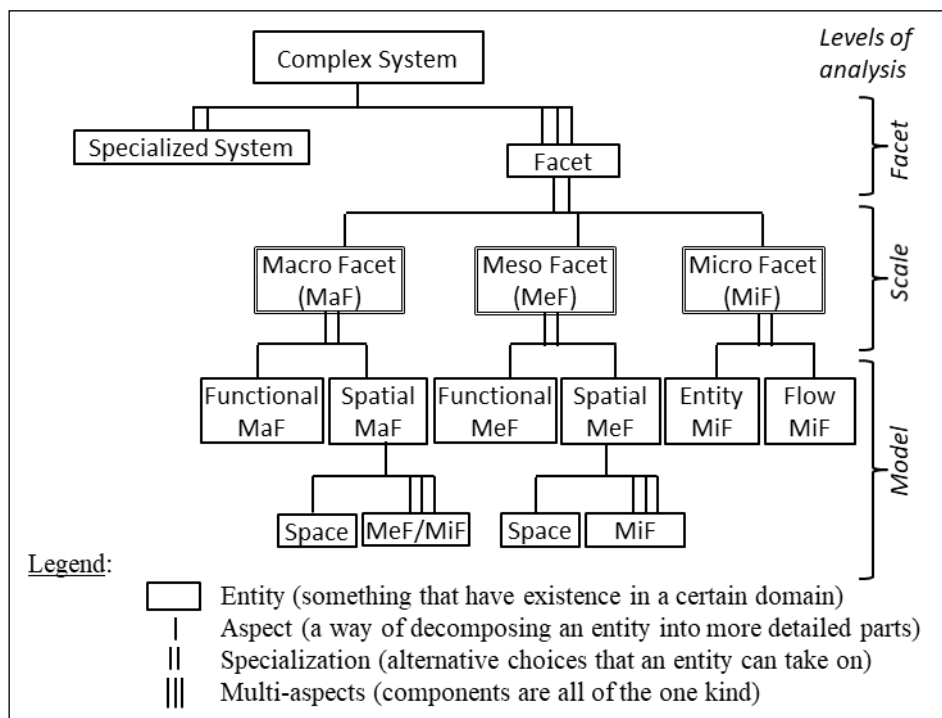 Complex System
Levels of
analysis
Specialized System
Facet
Facet
Macro Facet
(MaF)
Meso Facet
(MeF)
Micro Facet
(MiF)
Scale
Functional
MaF
Spatial
MaF
Functional
MeF
Spatial
MeF
Entity
MiF
Flow
MiF
Model
Space
MeF/MiF
Space
MiF
Legend:
Entity (something that have existence in a certain domain)
Aspect (a way of decomposing an entity into more detailed parts)
Specialization (alternative choices that an entity can take on)
Multi-aspects (components are all of the one kind)